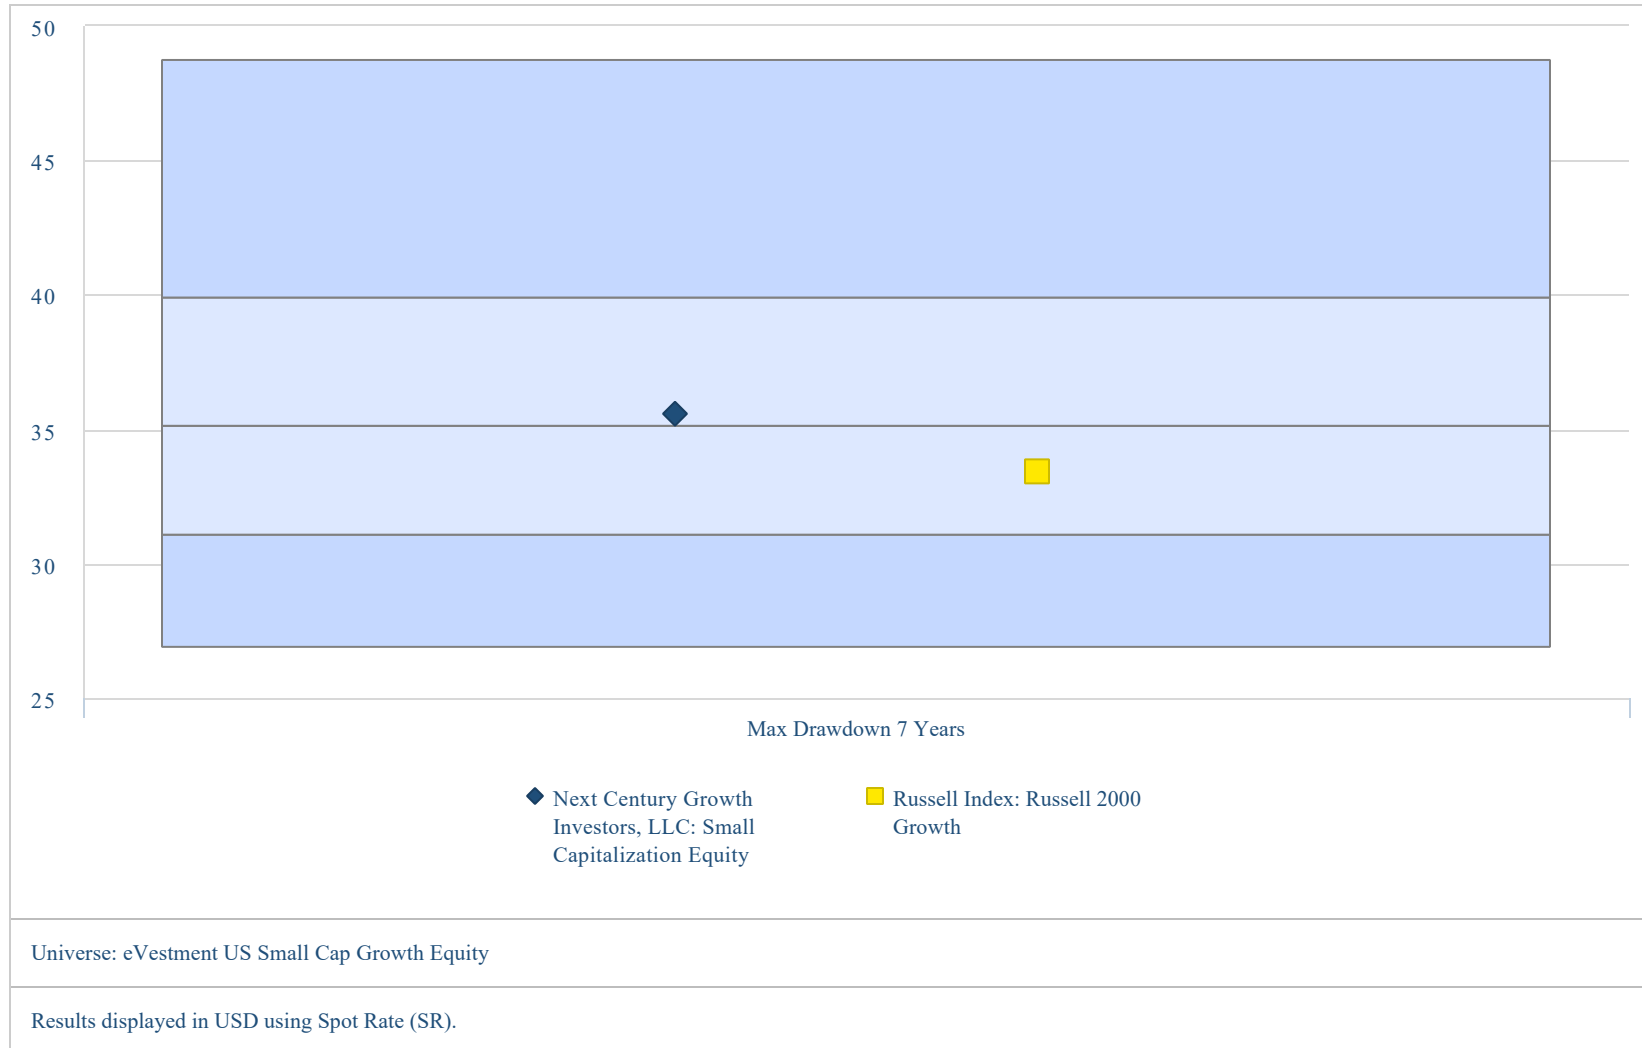 50
45
40
35
30
25
Max Drawdown 7 Years
Next Century Growth
Investors, LLC: Small
Capitalization Equity
Russell Index: Russell 2000
Growth
Universe: eVestment US Small Cap Growth Equity
Results displayed in USD using Spot Rate (SR).